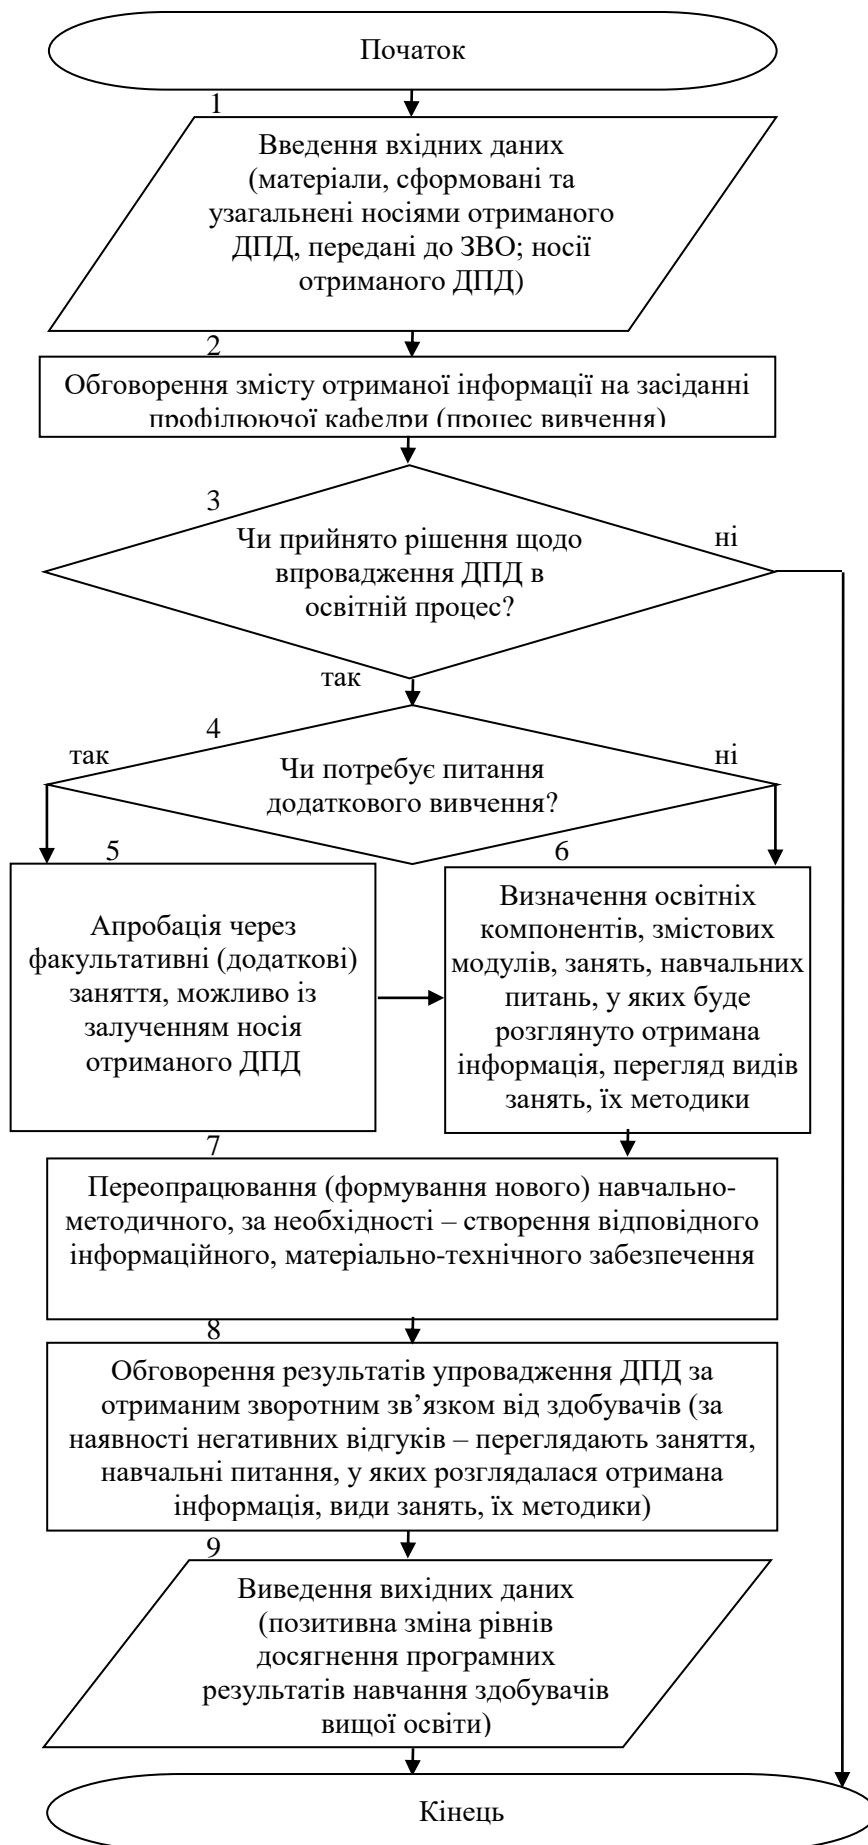 Початок
1
Введення вхідних даних
(матеріали, сформовані та
узагальнені носіями отриманого
ДПД, передані до ЗВО; носії
отриманого ДПД)
2
Обговорення змісту отриманої інформації на засіданні
профілюючої кафедри (процес вивчення)
3
Чи прийнято рішення щодо
впровадження ДПД в
освітній процес?
ні
так
4
так
Чи потребує питання
додаткового вивчення?
ні
5
Апробація через
факультативні (додаткові)
заняття, можливо із
залученням носія
отриманого ДПД
6
Визначення освітніх
компонентів, змістових
модулів, занять, навчальних
питань, у яких буде
розглянуто отримана
інформація, перегляд видів
занять, їх методики
7
Переопрацювання (формування нового) навчально-
методичного, за необхідності – створення відповідного
інформаційного, матеріально-технічного забезпечення
8
Обговорення результатів упровадження ДПД за
отриманим зворотним зв’язком від здобувачів (за
наявності негативних відгуків – переглядають заняття,
навчальні питання, у яких розглядалася отримана
інформація, види занять, їх методики)
9
Виведення вихідних даних
(позитивна зміна рівнів
досягнення програмних
результатів навчання здобувачів
вищої освіти)
Кінець